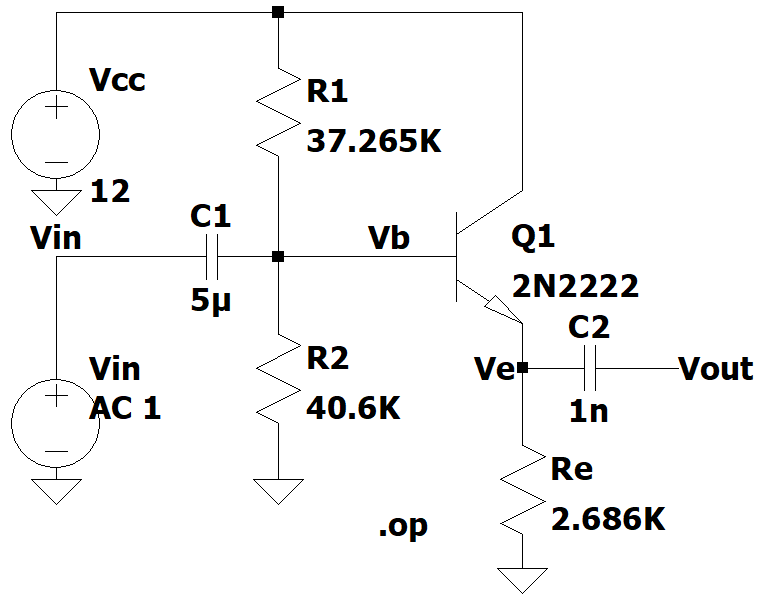 Vcc
12
R1
37.265K
C1
5µ
Vin
Vb
Q1
2N2222
Vin
AC 1
R2
40.6K
Ve
C2
1n
Vout
Re
2.686K
.op